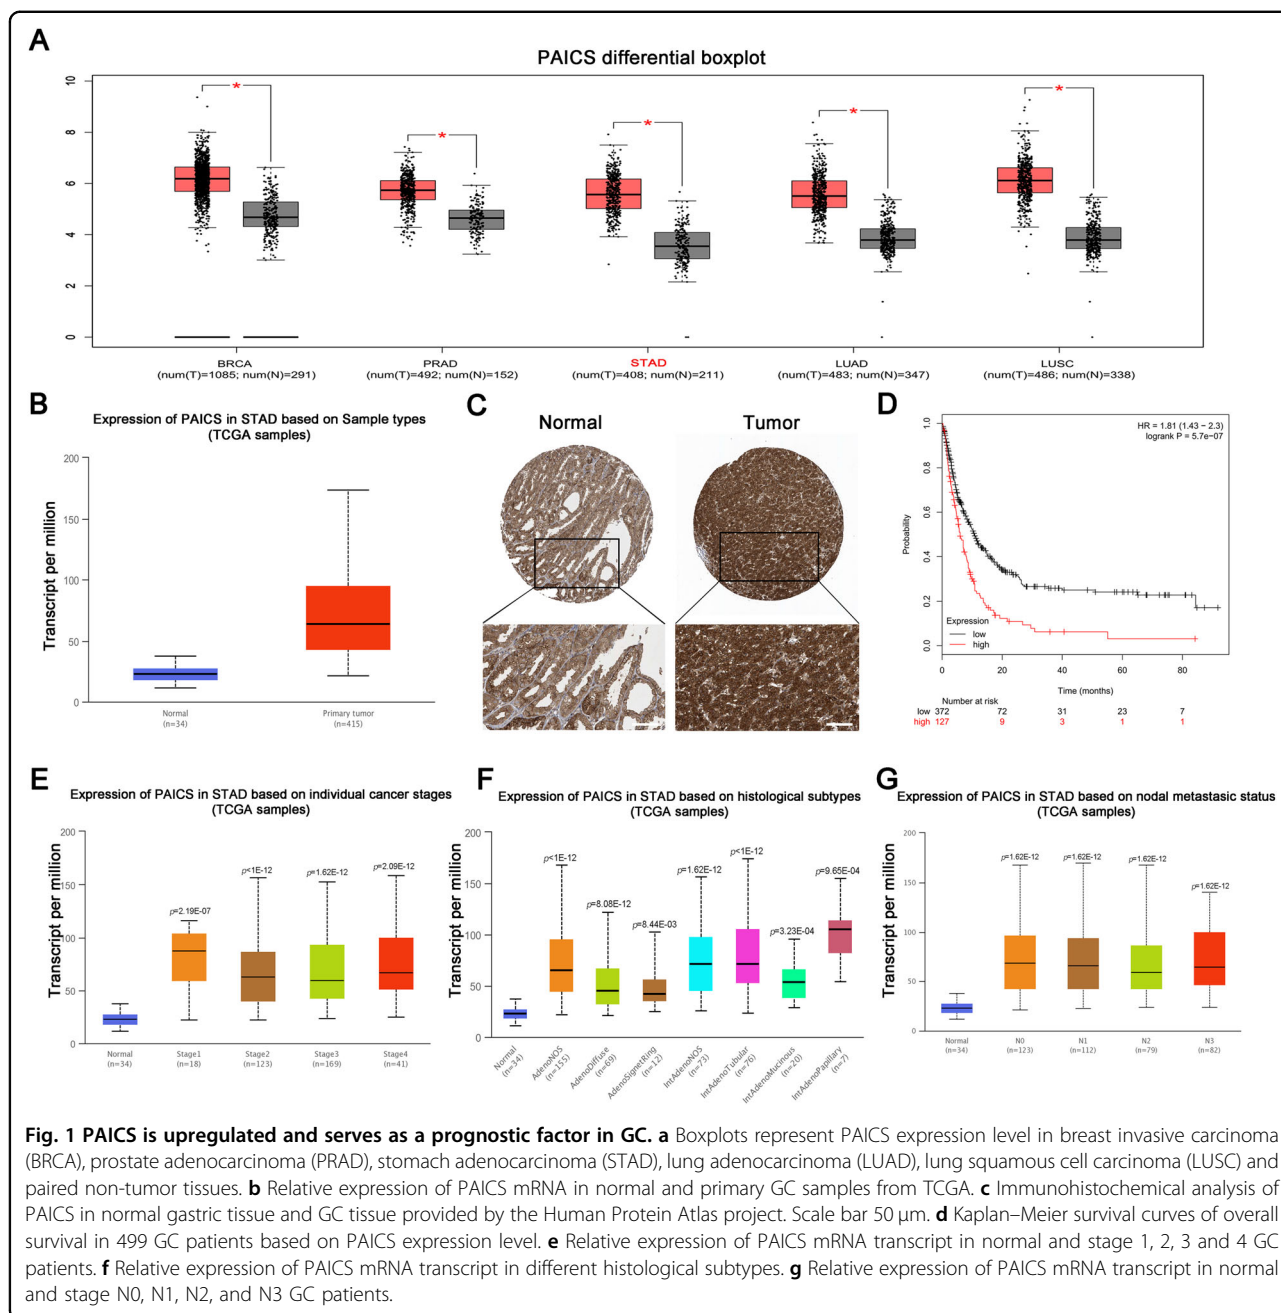 A
PAICS differential boxplot
10
8
6
4
2
0
*
*
*
*
*
BRCA
(num(T)=1085; num(N)=291)
PRAD
(num(T)=492; num(N)=152)
STAD
(num(T)=408; num(N)=211)
LUAD
(num(T)=483; num(N)=347)
LUSC
(num(T)=486; num(N)=338)
B
Expression of PAICS in STAD based on Sample types
(TCGA samples)
Transcript per million
200
150
100
50
0
Normal
(n=34)
Primary tumor
(n=415)
C
Normal
Tumor
D
HR = 1.81 (1.43 − 2.3)
logrank P = 5.7e−07
Probability
1.0
0.8
0.6
0.4
0.2
0.0
Expression
low
high
0 20 40 60 80
Time (months)
Number at risk
low 372 72 31 23 7
high 127 9 3 1 1
E
Expression of PAICS in STAD based on individual cancer stages
(TCGA samples)
Transcript per million
200
150
100
50
0
p=2.19E-07
p<1E-12
p=1.62E-12
p=2.09E-12
Normal
(n=34)
Stage1
(n=18)
Stage2
(n=123)
Stage3
(n=169)
Stage4
(n=41)
F
Expression of PAICS in STAD based on histological subtypes
(TCGA samples)
Transcript per million
200
150
100
50
0
p<1E-12
p=8.08E-12
p=8.44E-03
p=1.62E-12
p<1E-12
p=3.23E-04
p=9.65E-04
Normal
(n=34)
AdenoNOS
(n=155)
AdenoDiffuse
(n=69)
AdenoSignetRing
(n=12)
IntAdenoNOS
(n=73)
IntAdenoTubular
(n=76)
IntAdenoMucinous
(n=20)
IntAdenoPapillary
(n=7)
G
Expression of PAICS in STAD based on nodal metastasic status
(TCGA samples)
Transcript per million
200
150
100
50
0
p=1.62E-12
p=1.62E-12
p=2.68E-12
p=1.62E-12
Normal
(n=34)
N0
(n=123)
N1
(n=112)
N2
(n=79)
N3
(n=82)
Fig. 1 PAICS is upregulated and serves as a prognostic factor in GC. a Boxplots represent PAICS expression level in breast invasive carcinoma
(BRCA), prostate adenocarcinoma (PRAD), stomach adenocarcinoma (STAD), lung adenocarcinoma (LUAD), lung squamous cell carcinoma (LUSC) and
paired non-tumor tissues. b Relative expression of PAICS mRNA in normal and primary GC samples from TCGA. c Immunohistochemical analysis of
PAICS in normal gastric tissue and GC tissue provided by the Human Protein Atlas project. Scale bar 50 μm. d Kaplan–Meier survival curves of overall
survival in 499 GC patients based on PAICS expression level. e Relative expression of PAICS mRNA transcript in normal and stage 1, 2, 3 and 4 GC
patients. f Relative expression of PAICS mRNA transcript in different histological subtypes. g Relative expression of PAICS mRNA transcript in normal
and stage N0, N1, N2, and N3 GC patients.